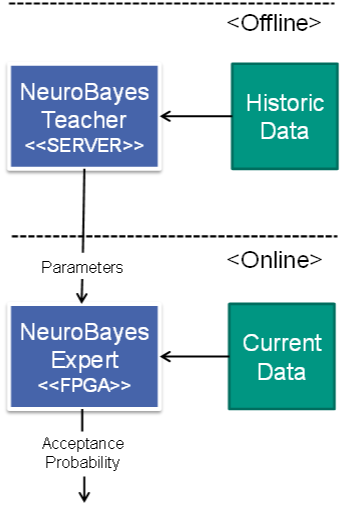 <Offline>
NeuroBayes
Teacher
<<SERVER>>
Historic
Data
<Online>
Parameters
NeuroBayes
Expert
<<FPGA>>
Current
Data
Acceptance
Probability